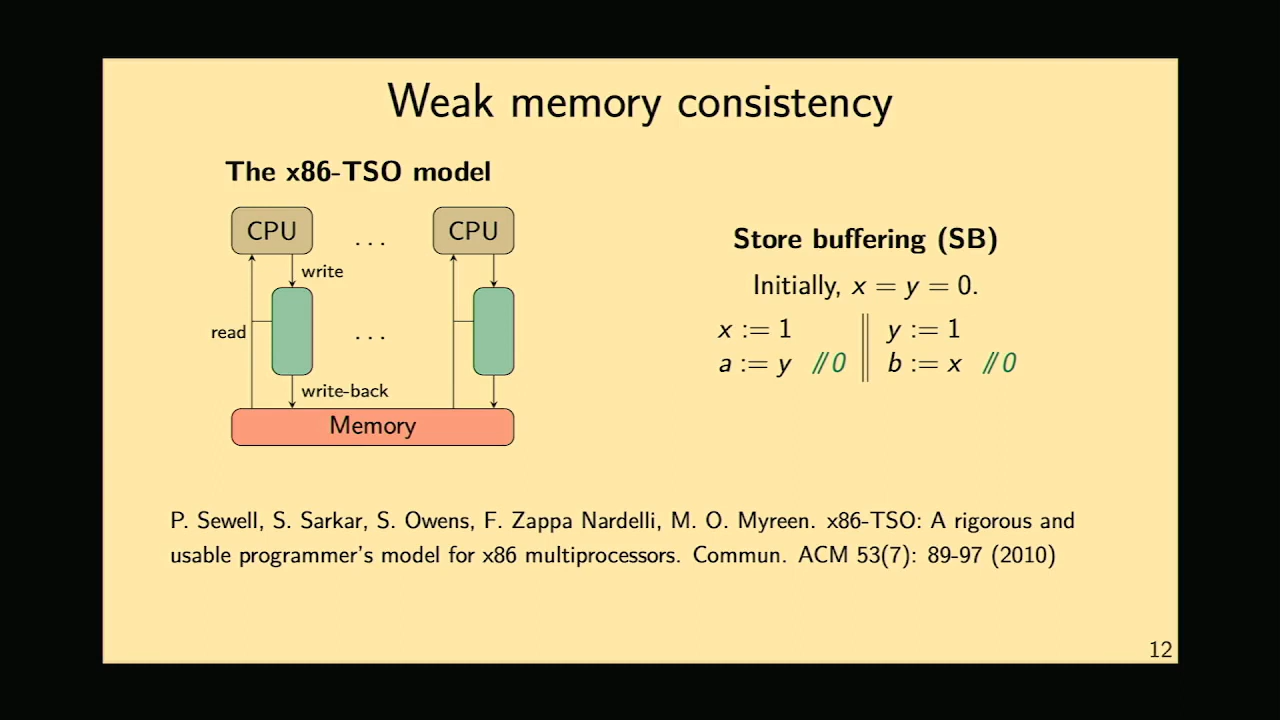 Weak memory consistency
The x86-TSO model
CPU
. . .
CPU
write
read
. . .
write-back
Memory
Store buffering (SB)
Initially, x = y = 0.
x := 1 ‖ y := 1
a := y //0 ‖ b := x //0
P. Sewell, S. Sarkar, S. Owens, F. Zappa Nardelli, M. O. Myreen. x86-TSO: A rigorous and
usable programmer's model for x86 multiprocessors. Commun. ACM 53(7): 89-97 (2010)
12